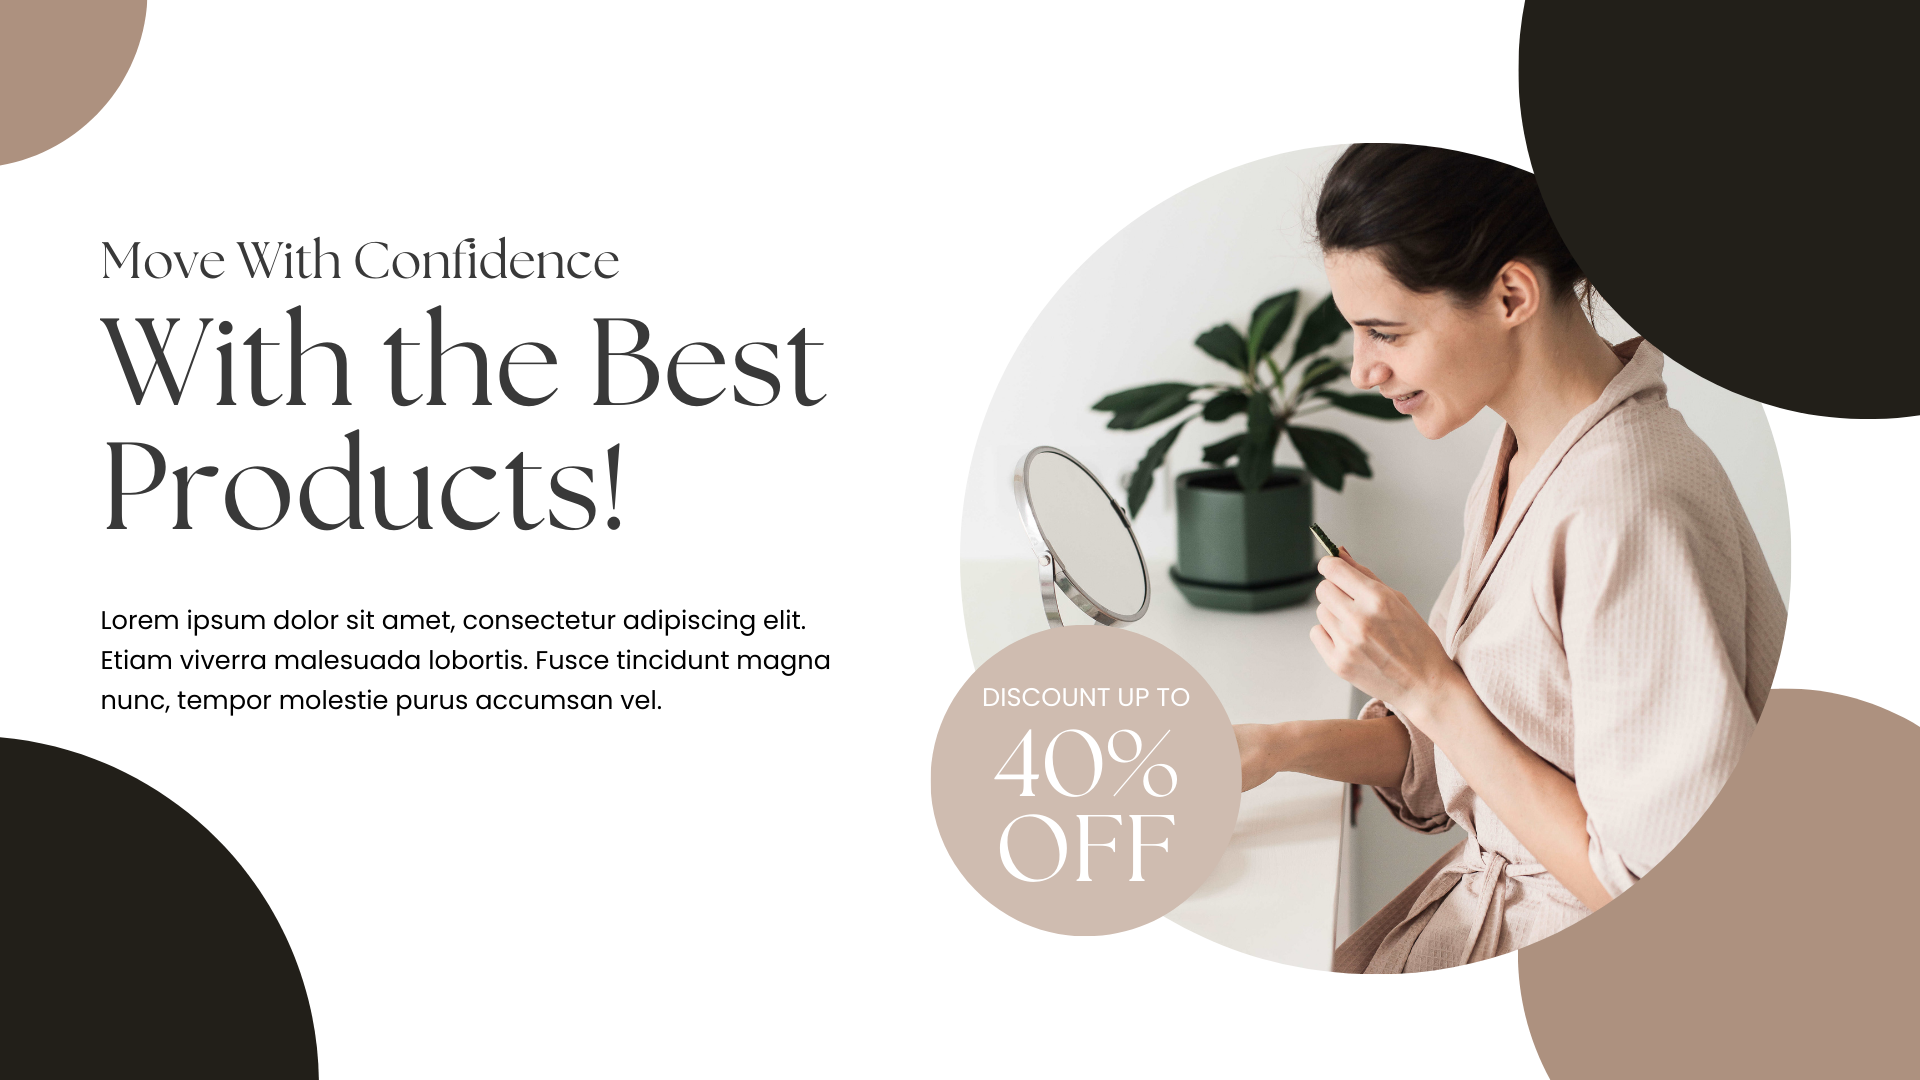 Move With Confidence
With the Best
Products!
Lorem ipsum dolor sit amet, consectetur adipiscing elit.
Etiam viverra malesuada lobortis. Fusce tincidunt magna
nunc, tempor molestie purus accumsan vel.
DISCOUNT UP TO
40%
OFF